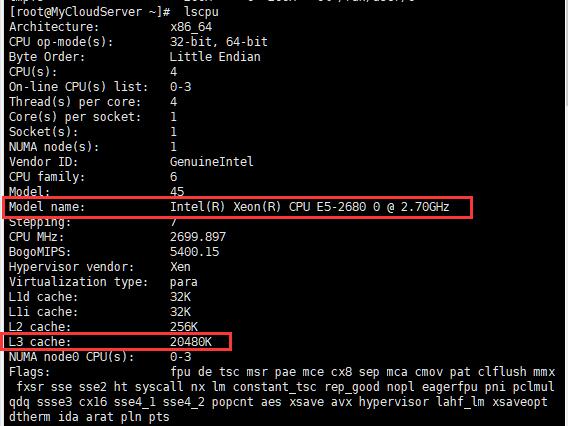 [root@MyCloudServer ~]# lscpu
Architecture: x86_64
CPU op-mode(s): 32-bit, 64-bit
Byte Order: Little Endian
CPU(s): 4
On-line CPU(s) list: 0-3
Thread(s) per core: 4
Core(s) per socket: 1
Socket(s): 1
NUMA node(s): 1
Vendor ID: GenuineIntel
CPU family: 6
Model: 45
Model name: Intel(R) Xeon(R) CPU E5-2680 0 @ 2.70GHz
Stepping: 7
CPU MHz: 2699.897
BogoMIPS: 5400.15
Hypervisor vendor: Xen
Virtualization type: para
L1d cache: 32K
L1i cache: 32K
L2 cache: 256K
L3 cache: 20480K
NUMA node0 CPU(s): 0-3
Flags: fpu de tsc msr pae mce cx8 sep mca cmov pat clflush mmx
fxsr sse sse2 ht syscall nx lm constant_tsc rep_good nopl eagerfpu pni pclmul
qdq ssse3 cx16 sse4_1 sse4_2 popcnt aes xsave avx hypervisor lahf_lm xsaveopt
dtherm ida arat pln pts